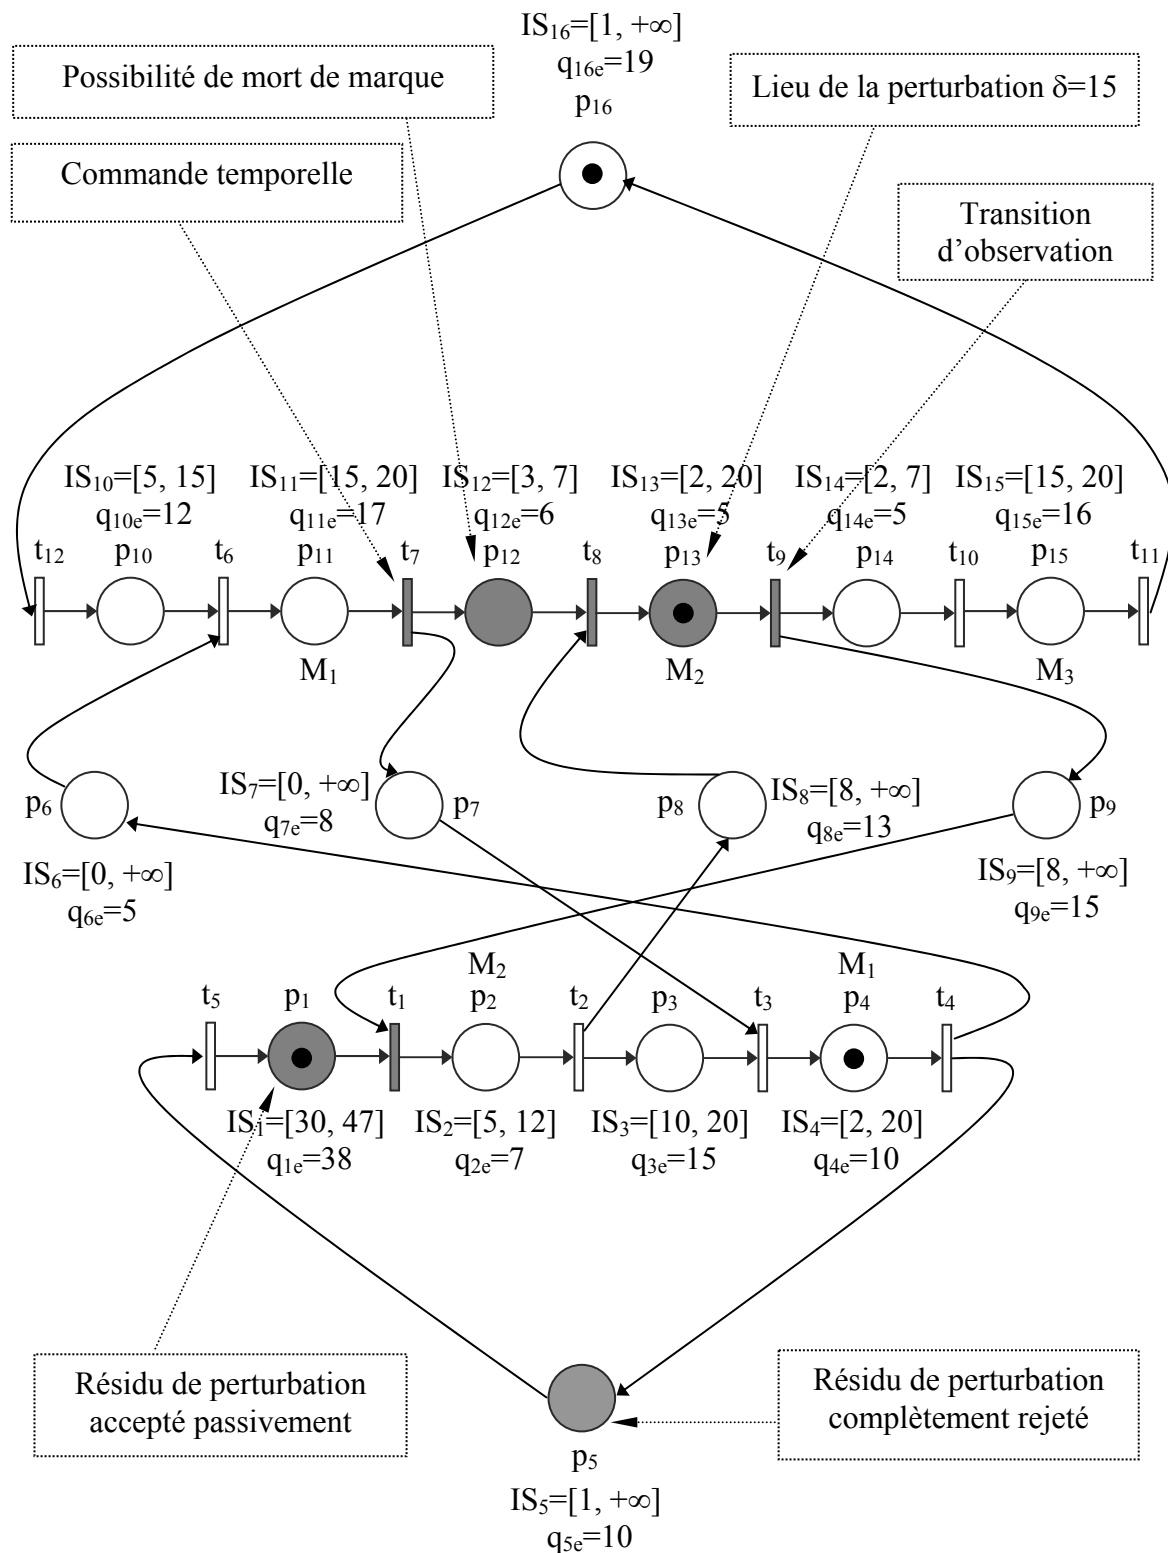 IS16=[1, +∞]
q16e=19
p16
Possibilité de mort de marque
Lieu de la perturbation δ=15
Commande temporelle
Transition
d’observation
IS10=[5, 15]
q10e=12
IS11=[15, 20]
q11e=17
IS12=[3, 7]
q12e=6
IS13=[2, 20]
q13e=5
IS14=[2, 7]
q14e=5
IS15=[15, 20]
q15e=16
t12
p10
t6
p11
t7
p12
t8
p13
t9
p14
t10
p15
t11
M1
M2
M3
p6
IS6=[0, +∞]
q6e=5
IS7=[0, +∞]
q7e=8
p7
p8
IS8=[8, +∞]
q8e=13
p9
IS9=[8, +∞]
q9e=15
M2
M1
t5
p1
t1
p2
t2
p3
t3
p4
t4
IS1=[30, 47]
q1e=38
IS2=[5, 12]
q2e=7
IS3=[10, 20]
q3e=15
IS4=[2, 20]
q4e=10
Résidu de perturbation
accepté passivement
Résidu de perturbation
complètement rejeté
p5
IS5=[1, +∞]
q5e=10